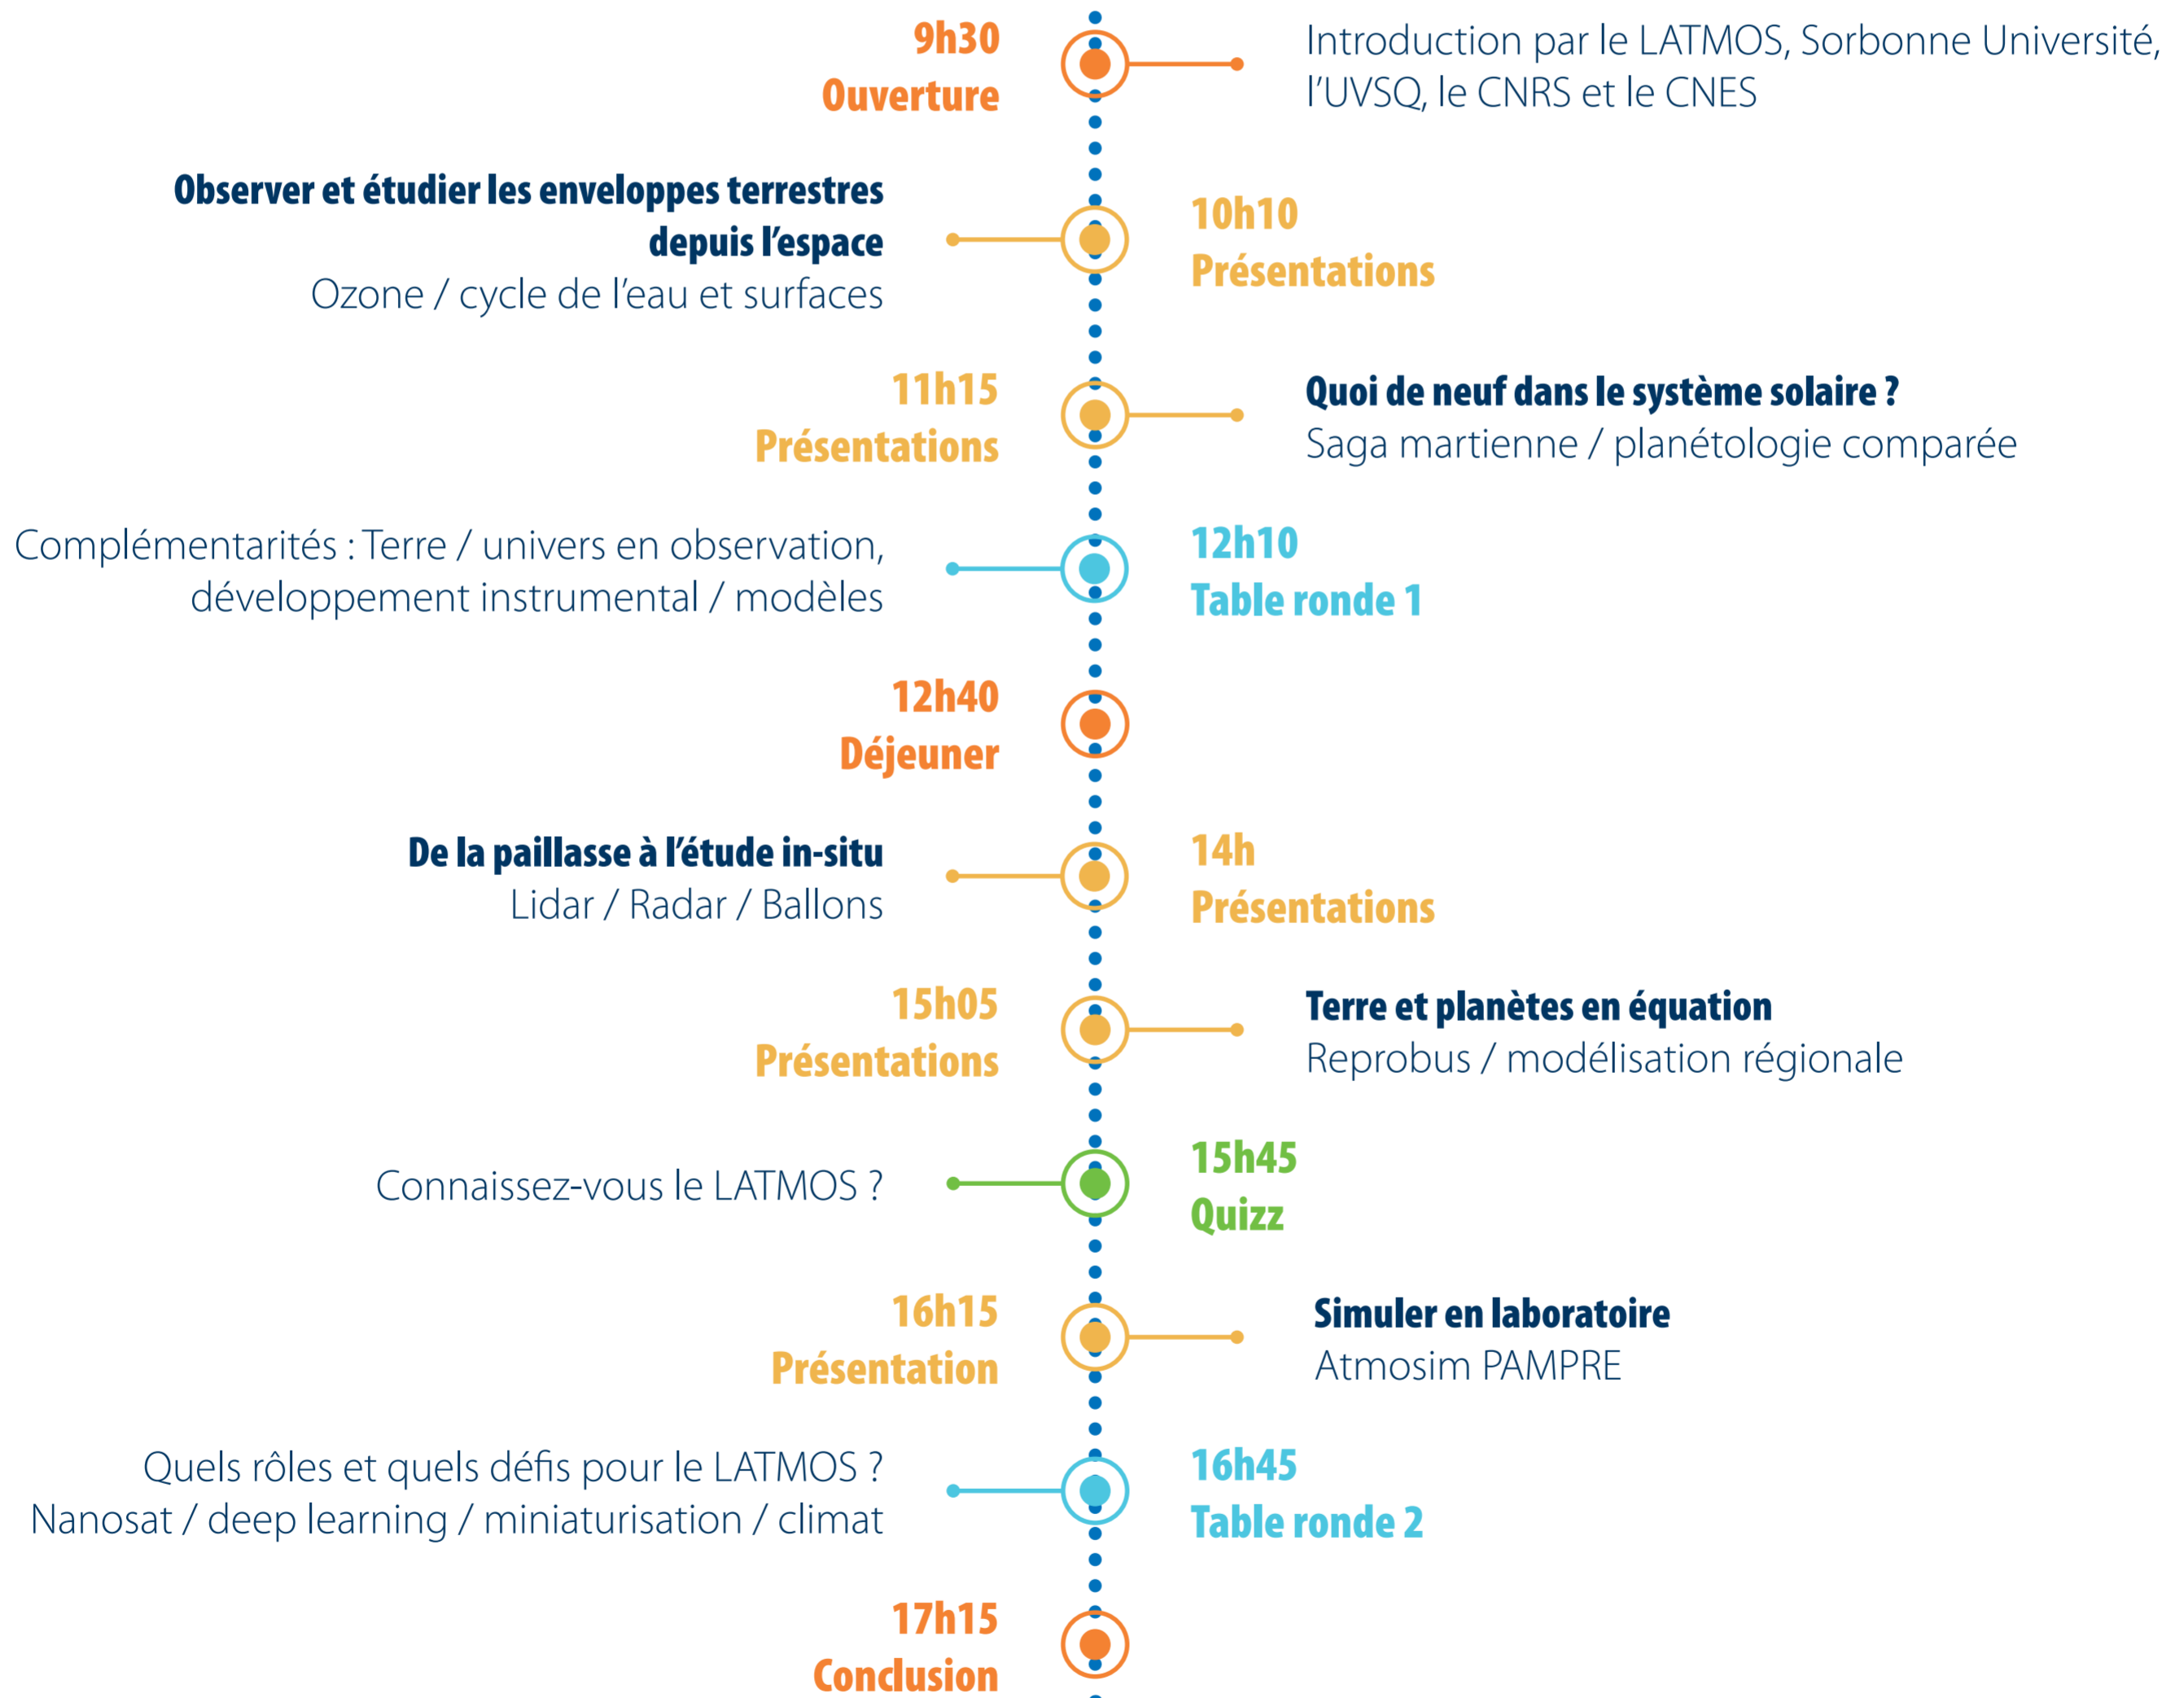 9h30
Ouverture
Introduction par le LATMOS, Sorbonne Université,
l'UVSQ, le CNRS et le CNES
Observer et étudier les enveloppes terrestres
depuis l'espace
Ozone / cycle de l'eau et surfaces
10h10
Présentations
11h15
Présentations
Quoi de neuf dans le système solaire ?
Saga martienne / planétologie comparée
Complémentarités : Terre / univers en observation,
développement instrumental / modèles
12h10
Table ronde 1
12h40
Déjeuner
De la paillasse à l'étude in-situ
Lidar / Radar / Ballons
14h
Présentations
15h05
Présentations
Terre et planètes en équation
Reprobus / modélisation régionale
Connaissez-vous le LATMOS ?
15h45
Quizz
16h15
Présentation
Simuler en laboratoire
Atmosim PAMPRE
Quels rôles et quels défis pour le LATMOS ?
Nanosat / deep learning / miniaturisation / climat
16h45
Table ronde 2
17h15
Conclusion